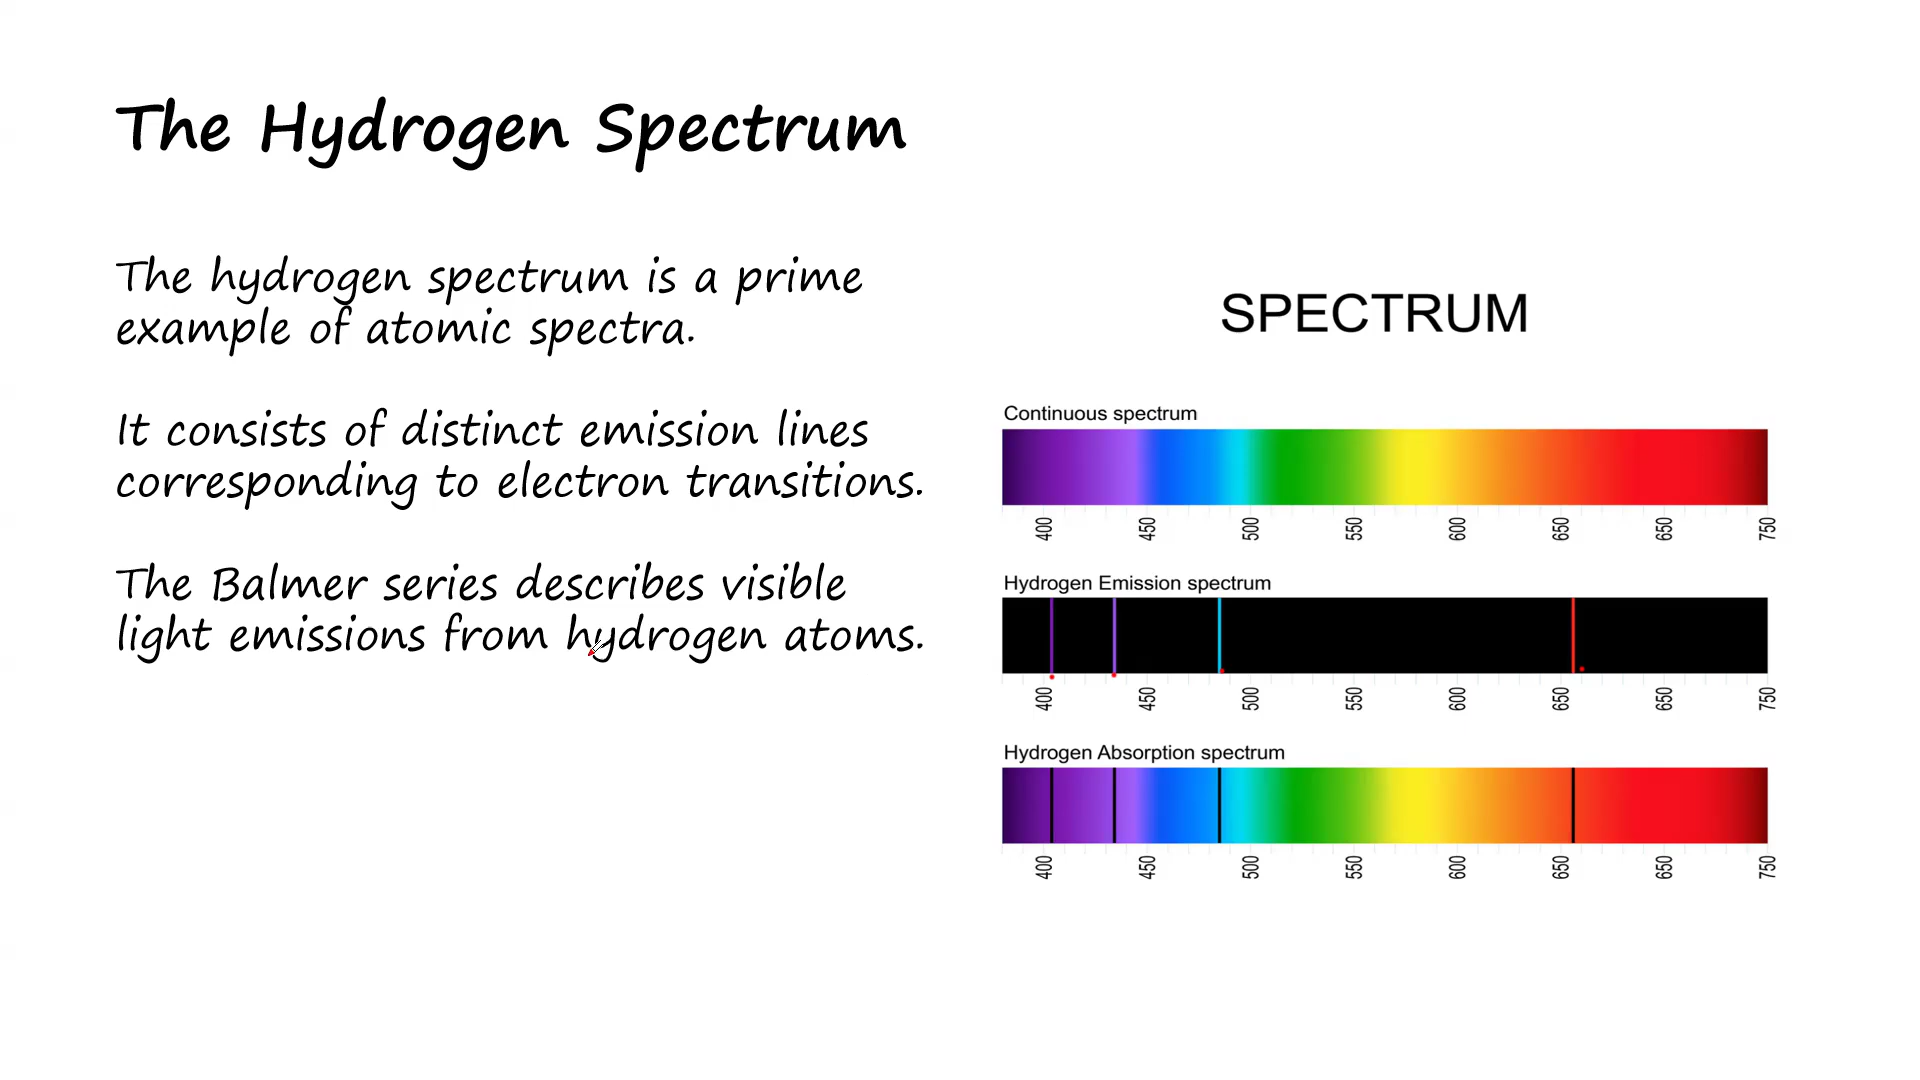 The Hydrogen Spectrum
The hydrogen spectrum is a prime
example of atomic spectra.
It consists of distinct emission lines
corresponding to electron transitions.
The Balmer series describes visible
light emissions from hydrogen atoms.
SPECTRUM
Continuous spectrum
400 450 500 550 600 650 650 750
Hydrogen Emission spectrum
400 450 500 550 600 650 650 750
Hydrogen Absorption spectrum
400 450 500 550 600 650 650 750